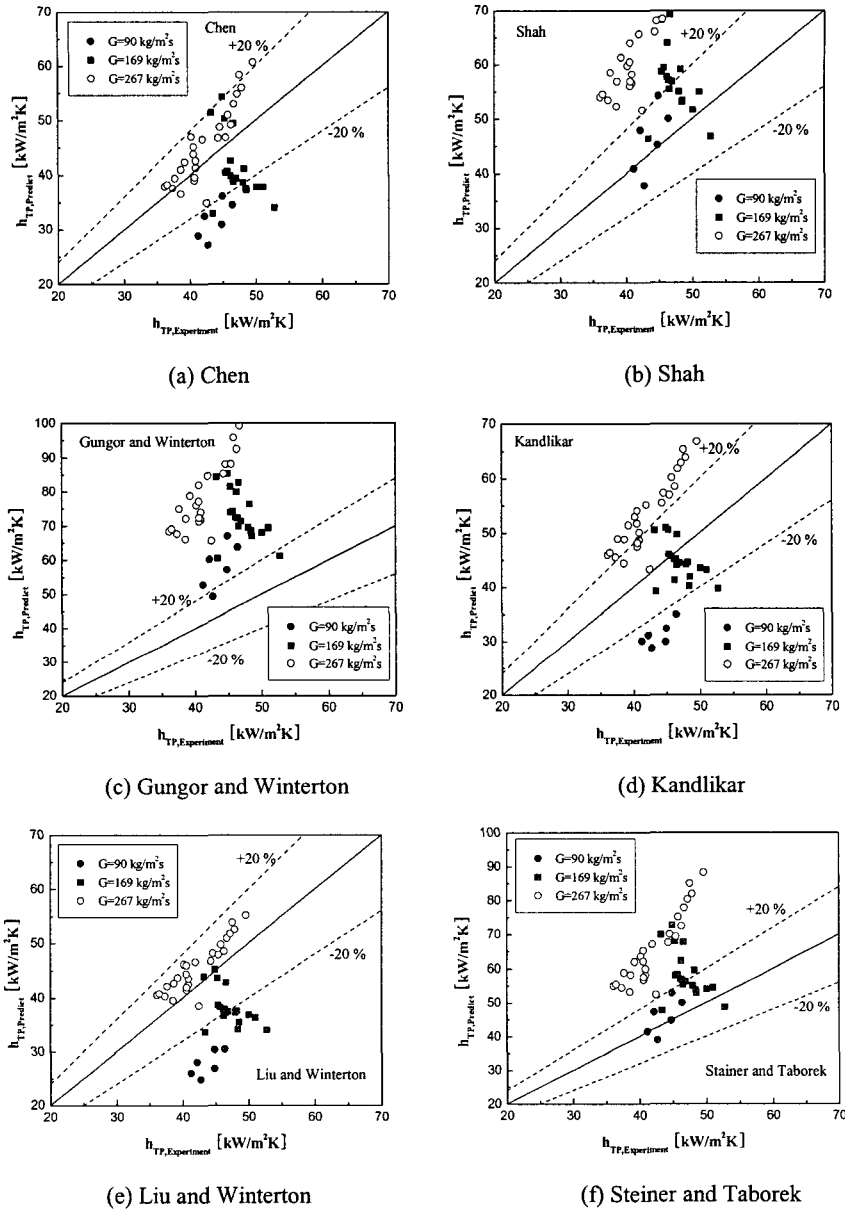 Chen
G=90 kg/m²s
G=169 kg/m²s
G=267 kg/m²s
+20 %
-20 %
70
60
50
40
30
20
20 30 40 50 60 70
h_TP,Predict [kW/m²K]
h_TP,Experiment [kW/m²K]
(a) Chen
Shah
+20 %
-20 %
G=90 kg/m²s
G=169 kg/m²s
G=267 kg/m²s
70
60
50
40
30
20
20 30 40 50 60 70
h_TP,Predict [kW/m²K]
h_TP,Experiment [kW/m²K]
(b) Shah
Gungor and Winterton
+20 %
-20 %
G=90 kg/m²s
G=169 kg/m²s
G=267 kg/m²s
100
90
80
70
60
50
40
30
20
20 30 40 50 60 70
h_TP,Predict [kW/m²K]
h_TP,Experiment [kW/m²K]
(c) Gungor and Winterton
Kandlikar
+20 %
-20 %
G=90 kg/m²s
G=169 kg/m²s
G=267 kg/m²s
70
60
50
40
30
20
20 30 40 50 60 70
h_TP,Predict [kW/m²K]
h_TP,Experiment [kW/m²K]
(d) Kandlikar
G=90 kg/m²s
G=169 kg/m²s
G=267 kg/m²s
+20 %
-20 %
Liu and Winterton
70
60
50
40
30
20
20 30 40 50 60 70
h_TP,Predict [kW/m²K]
h_TP,Experiment [kW/m²K]
(e) Liu and Winterton
G=90 kg/m²s
G=169 kg/m²s
G=267 kg/m²s
+20 %
-20 %
Steiner and Taborek
100
90
80
70
60
50
40
30
20
20 30 40 50 60 70
h_TP,Predict [kW/m²K]
h_TP,Experiment [kW/m²K]
(f) Steiner and Taborek